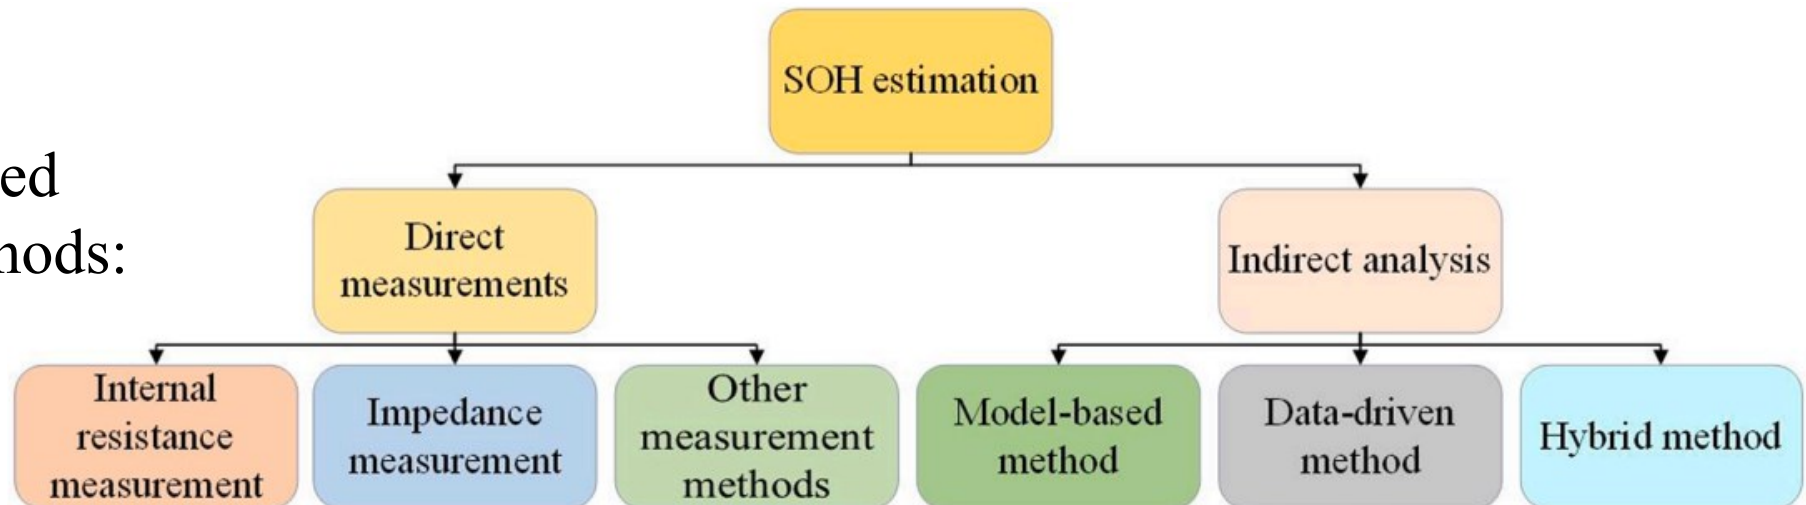 SOH estimation
ed
nods:
Direct
measurements
Indirect analysis
Internal
resistance
measurement
Impedance
measurement
Other
measurement
methods
Model-based
method
Data-driven
method
Hybrid method